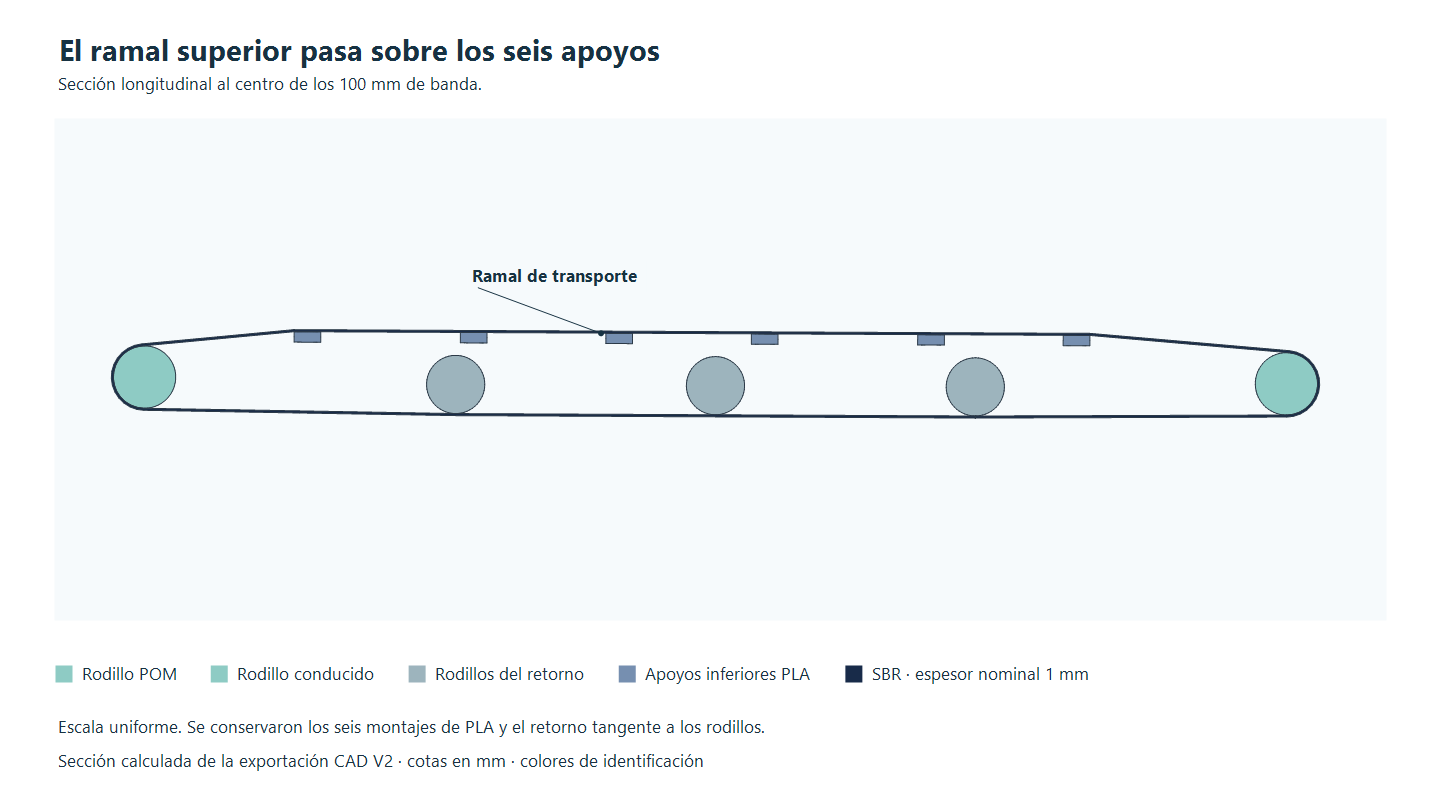 El ramal superior pasa sobre los seis apoyos
Sección longitudinal al centro de los 100 mm de banda.
Ramal de transporte
Rodillo POM
Rodillo conducido
Rodillos del retorno
Apoyos inferiores PLA
SBR · espesor nominal 1 mm
Escala uniforme. Se conservaron los seis montajes de PLA y el retorno tangente a los rodillos.
Sección calculada de la exportación CAD V2 · cotas en mm · colores de identificación